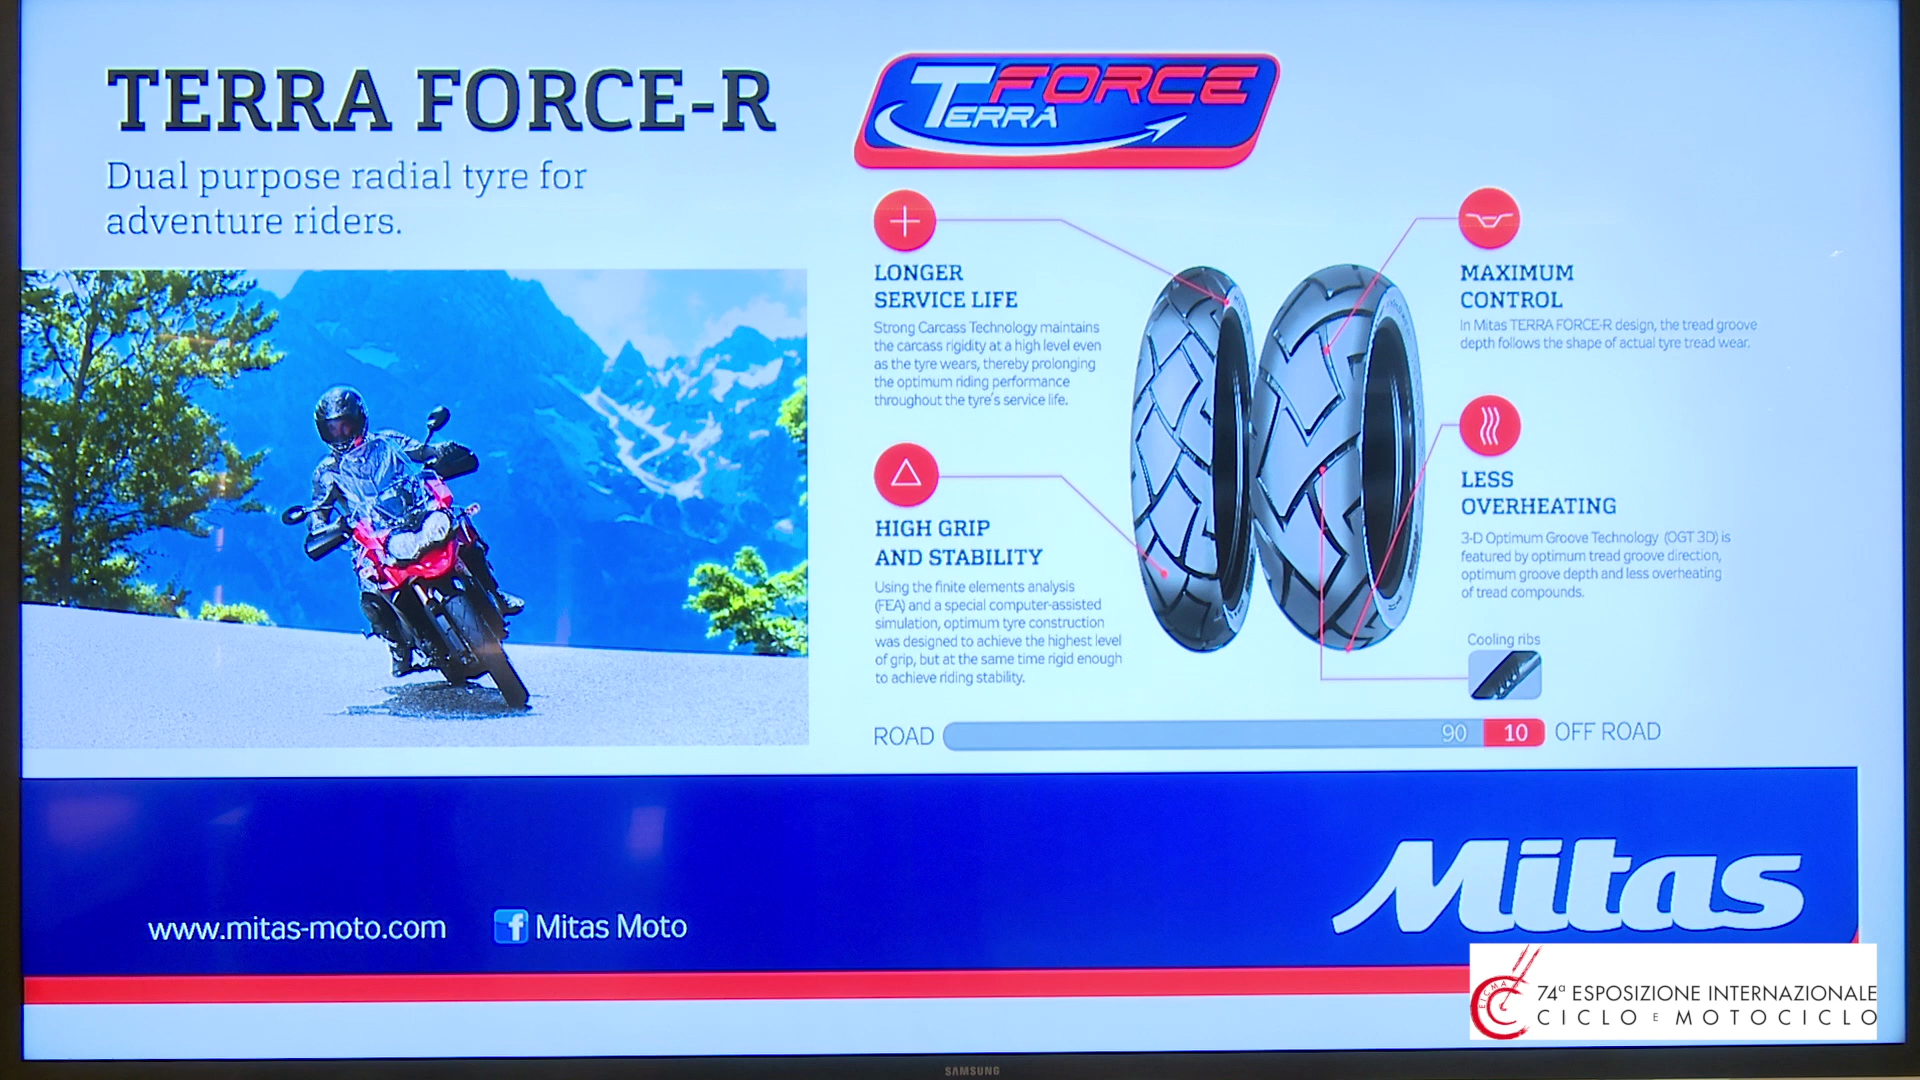 TERRA FORCE-R
Dual purpose radial tyre for
adventure riders.
TFORCE
TERRA
LONGER
SERVICE LIFE
Strong Carcass Technology maintains
the carcass rigidity at a high level even
as the tyre wears, thereby prolonging
the optimum riding performance
throughout the tyre's service life.
HIGH GRIP
AND STABILITY
Using the finite elements analysis
(FEA) and a special computer-assisted
simulation, optimum tyre construction
was designed to achieve the highest level
of grip, but at the same time rigid enough
to achieve riding stability.
MAXIMUM
CONTROL
In Mitas TERRA FORCE-R design, the tread groove
depth follows the shape of actual tyre tread wear.
LESS
OVERHEATING
3-D Optimum Groove Technology (OGT 3D) is
featured by optimum tread groove direction,
optimum groove depth and less overheating
of tread compounds.
Cooling ribs
ROAD 90 10 OFF ROAD
www.mitas-moto.com
f Mitas Moto
Mitas
EICMA
74ª ESPOSIZIONE INTERNAZIONALE
CICLO E MOTOCICLO
SAMSUNG